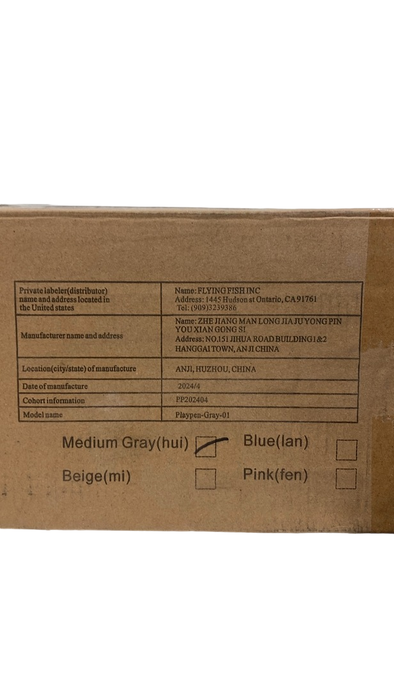 Private labeler(distributor)
name and address located in
the United states
Name: FLYING FISH INC
Address: 1445 Hudson at Ontario, CA 91761
Tel: (909)3239386
Manufacturer name and address
Name: ZHE JIANG MAN LONG JIA JU YONG PIN
YOU XIAN GONG SI.
Address: NO.151 JIHUA ROAD BUILDING1&2
HANGGAI TOWN, ANJI CHINA
Location(city/state) of manufacture
ANJI, HUZHOU, CHINA
Date of manufacture
2024/4
Cohort information
PP202404
Model name
Playpen-Gray-01
Medium Gray(hui)
Blue(lan)
Beige(mi)
Pink(fen)